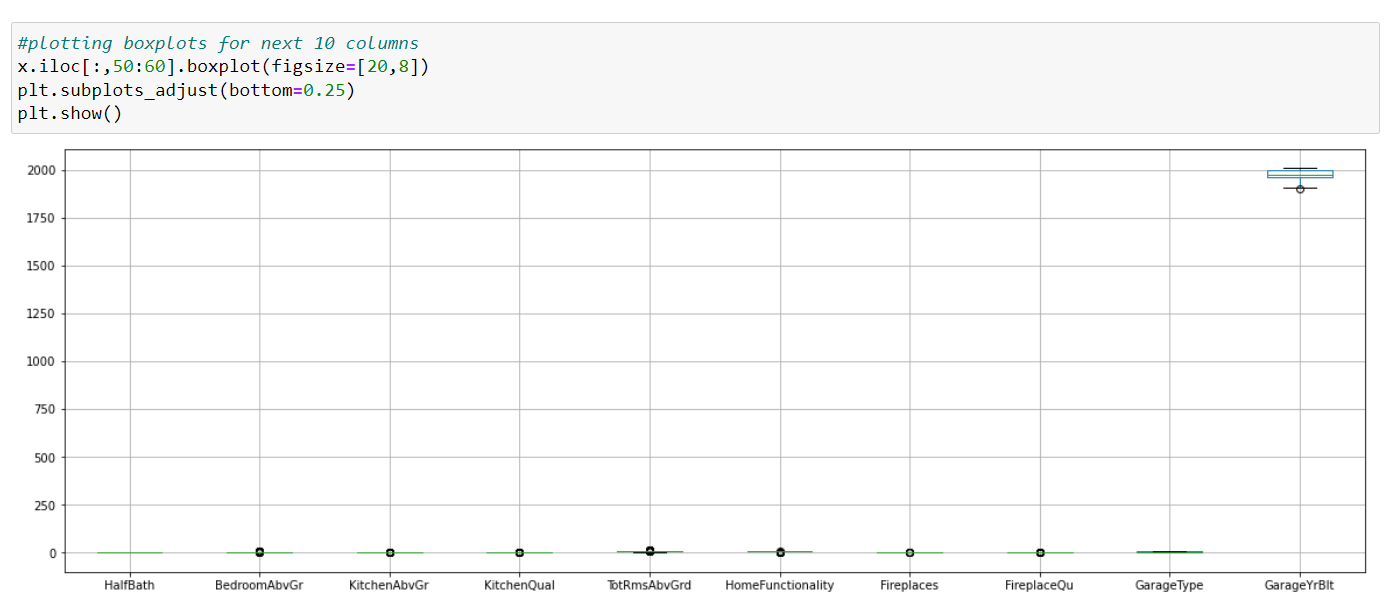 #plotting boxplots for next 10 columns
x.iloc[:,50:60].boxplot(figsize=[20,8])
plt.subplots_adjust(bottom=0.25)
plt.show()
2000
1750
1500
1250
1000
750
500
250
0
HalfBath BedroomAbvGr KitchenAbvGr KitchenQual TotRmsAbvGrd HomeFunctionality Fireplaces FireplaceQu GarageType GarageYrBlt